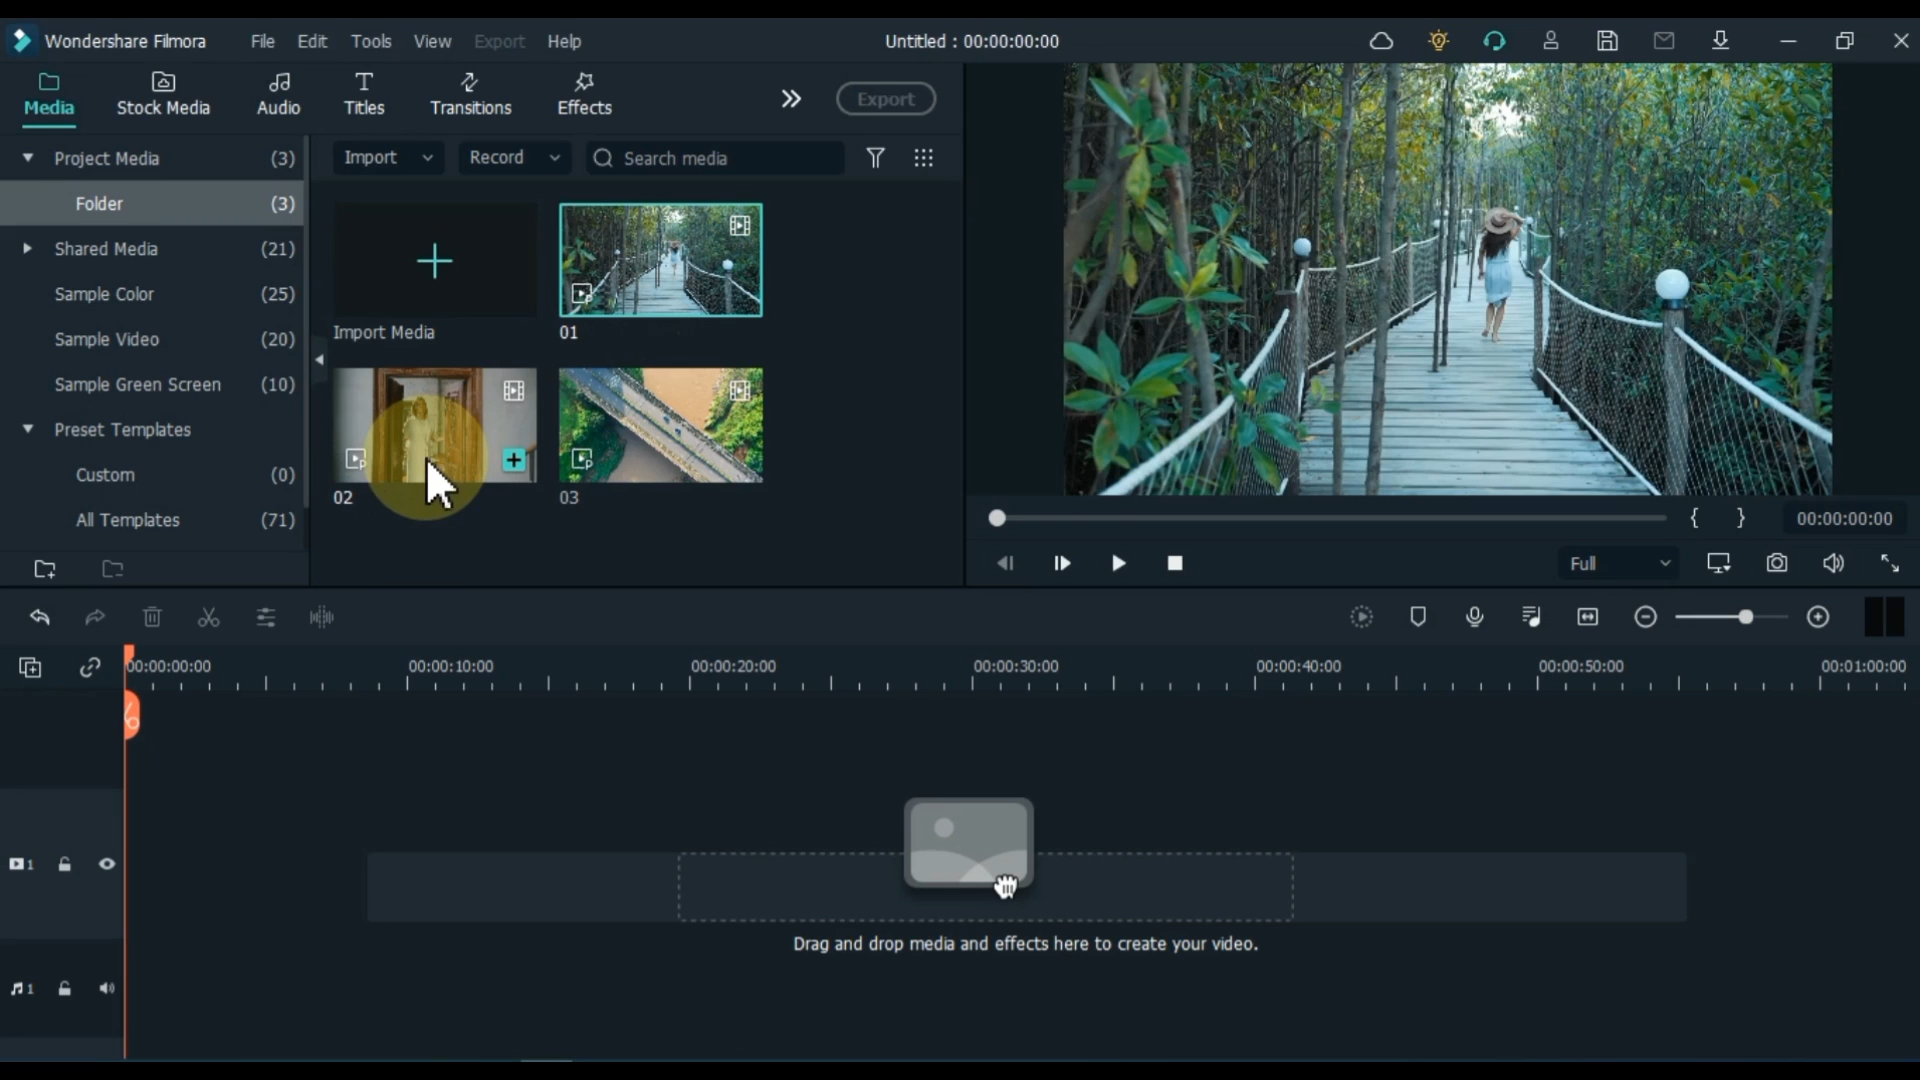 Wondershare Filmora File Edit Tools View Export Help Untitled : 00:00:00:00
Media Stock Media Audio Titles Transitions Effects Export
Project Media (3)
Folder (3)
Shared Media (21)
Sample Color (25)
Sample Video (20)
Sample Green Screen (10)
Preset Templates
Custom (0)
All Templates (71)
Import Record Search media
Import Media 01
02 03
{ } 00:00:00:00
Full
00:00:00:00 00:00:10:00 00:00:20:00 00:00:30:00 00:00:40:00 00:00:50:00 00:01:00:00
1
Drag and drop media and effects here to create your video.
1